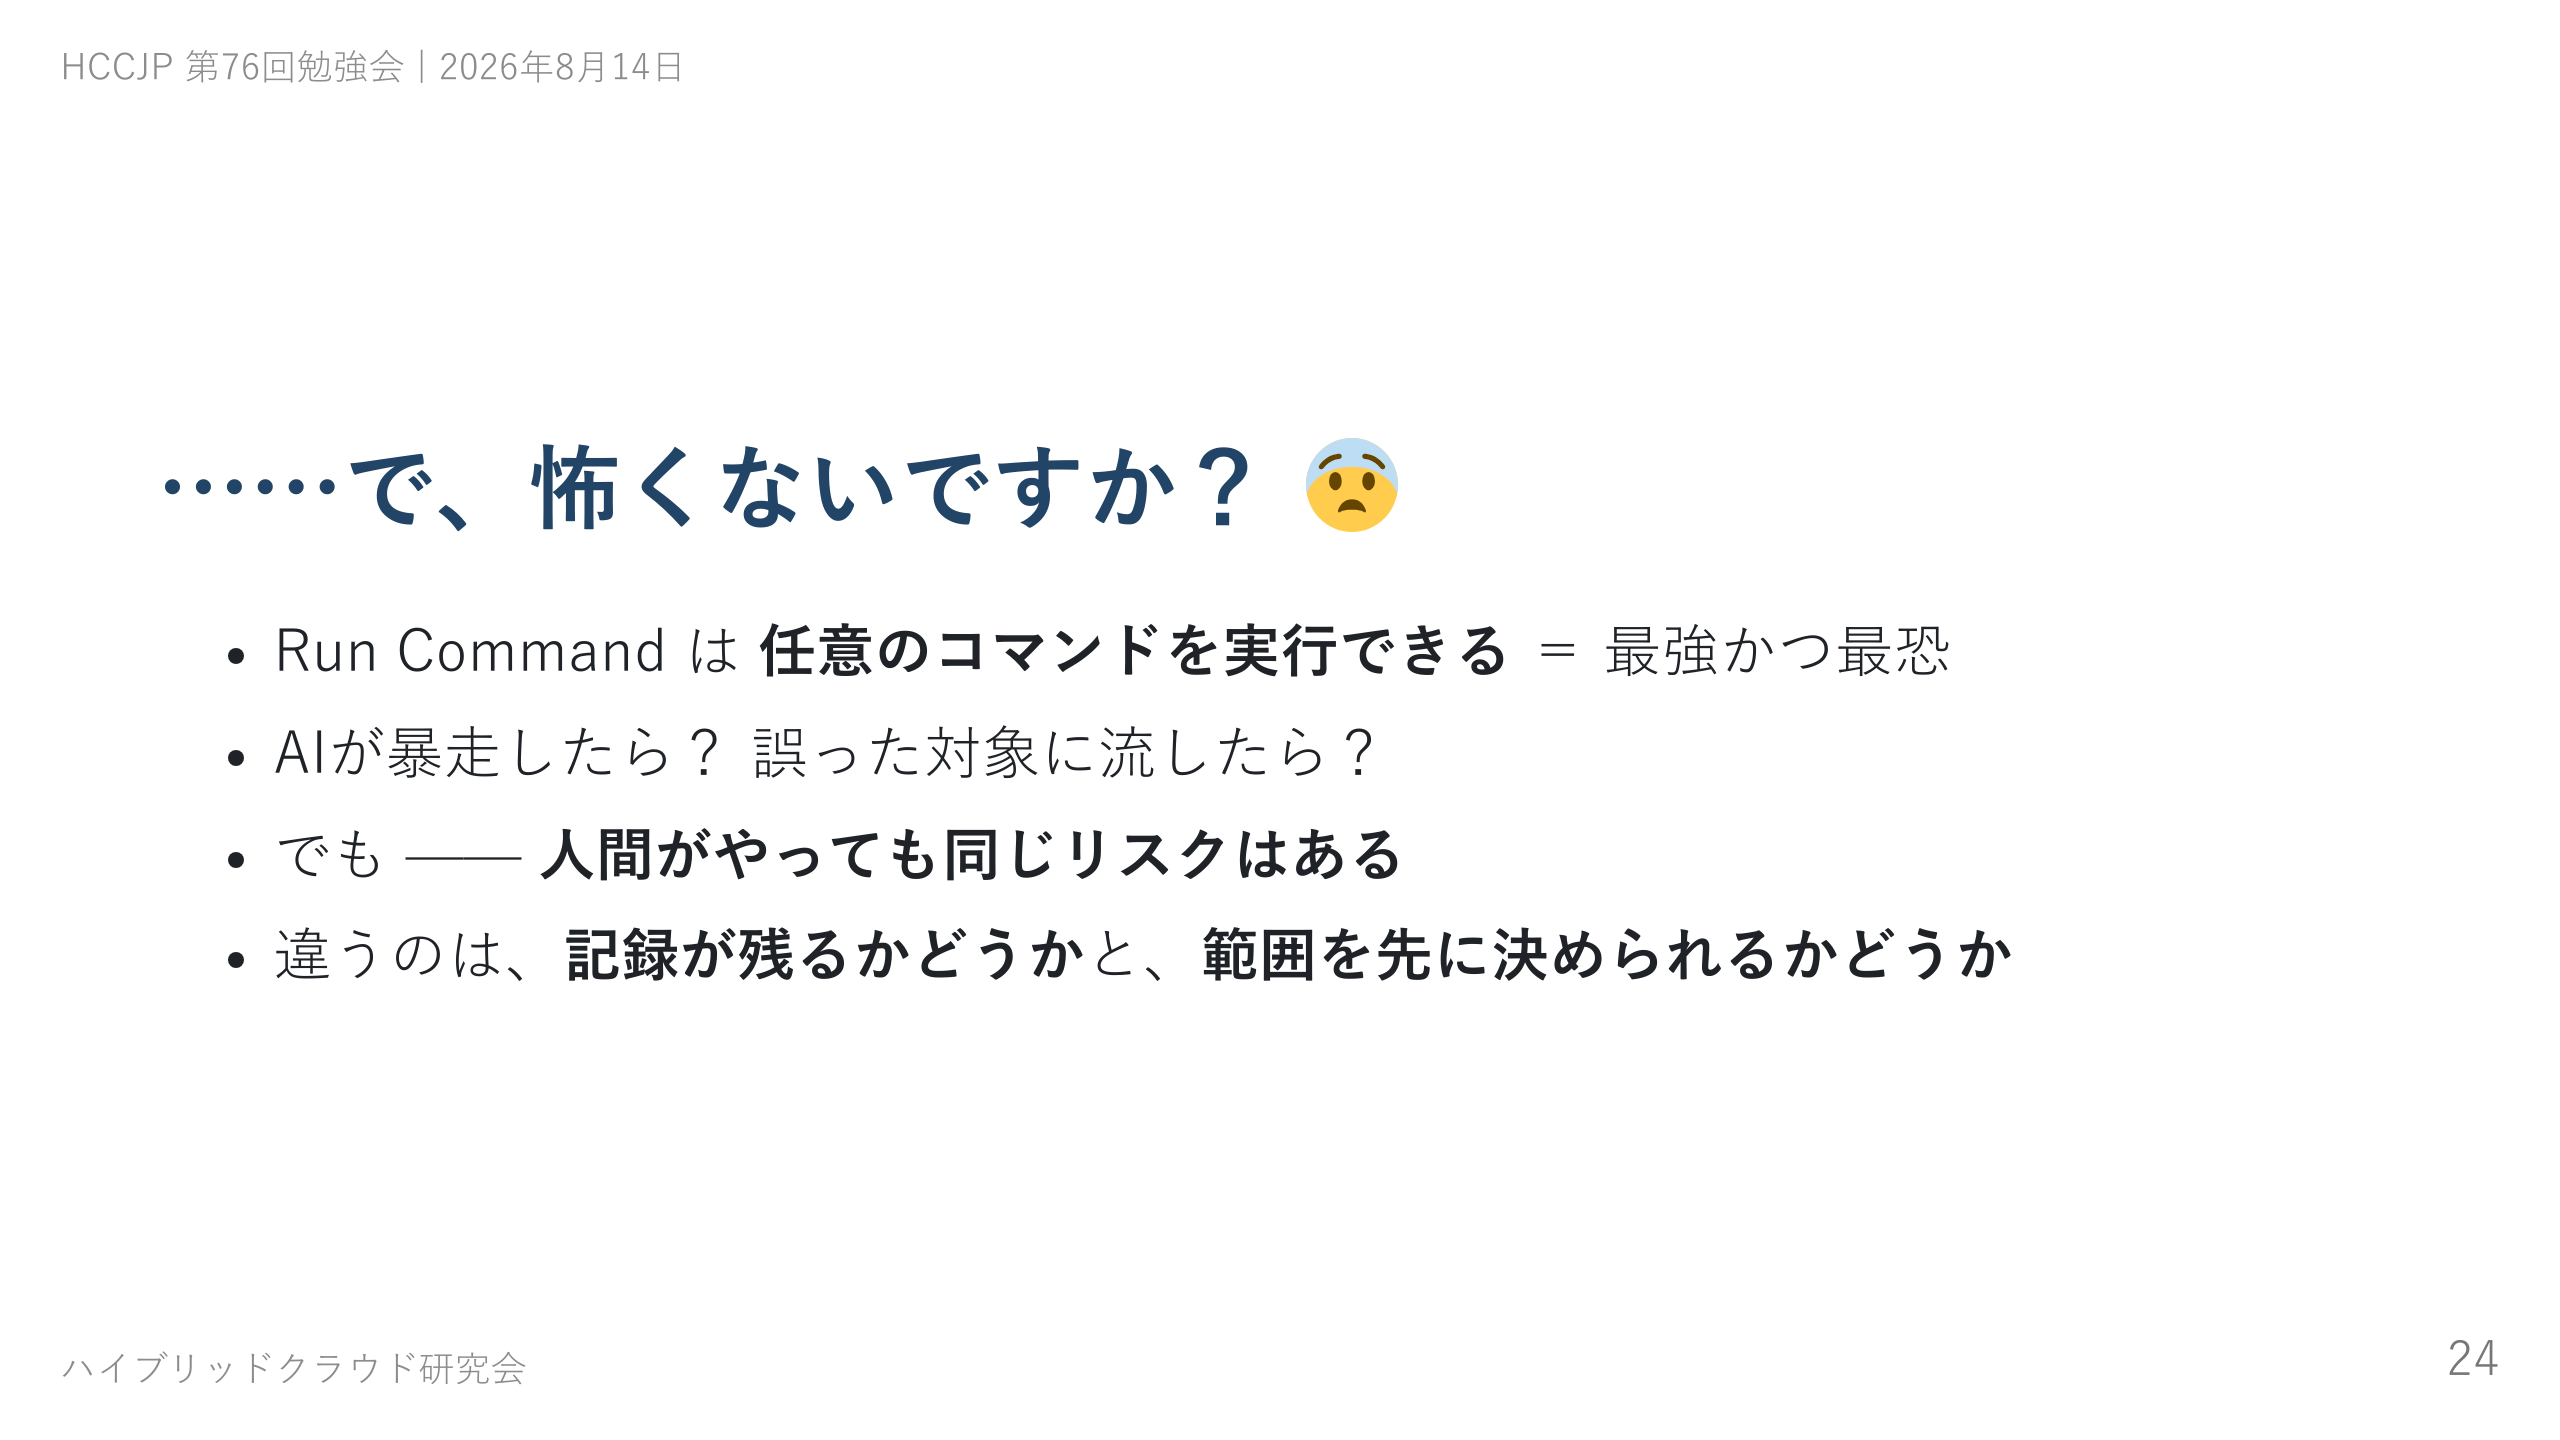 HCCJP 第76回勉強会 | 2026年8月14日
……で、怖くないですか？ 😨
• Run Command は 任意のコマンドを実行できる ＝ 最強かつ最恐
• AIが暴走したら？ 誤った対象に流したら？
• でも —— 人間がやっても同じリスクはある
• 違うのは、記録が残るかどうかと、範囲を先に決められるかどうか
ハイブリッドクラウド研究会
24